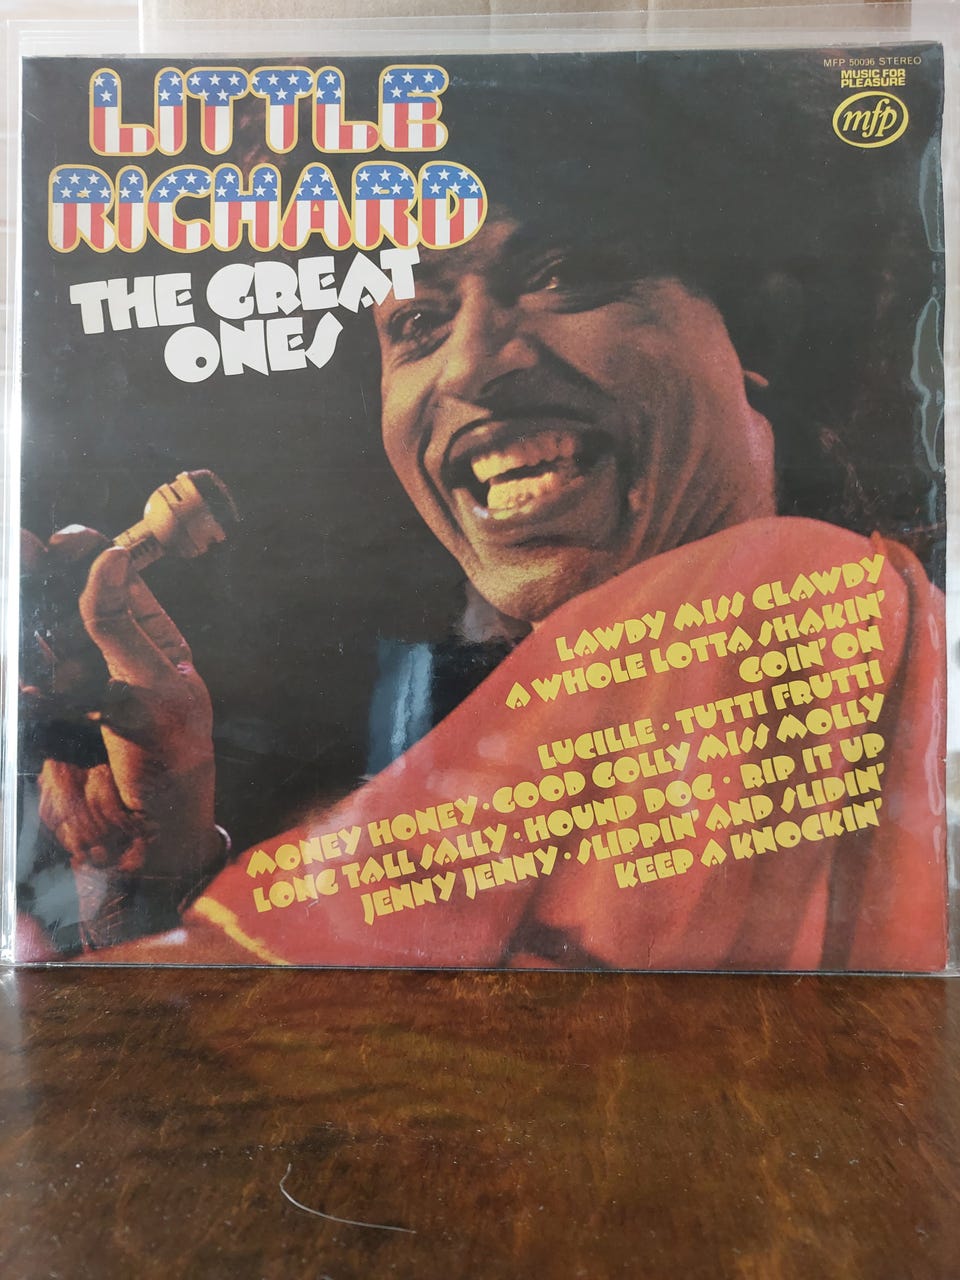 MFP 50096 STEREO
MUSIC FOR
PLEASURE
mfp
LITTLE
RICHARD
THE GREAT
ONES
LAWDY MISS CLAWDY
A WHOLE LOTTA SHAKIN'
GOIN' ON
LUCILLE · TUTTI FRUTTI
MONEY HONEY · GOOD GOLLY MISS MOLLY
LONG TALL SALLY · HOUND DOG · RIP IT UP
JENNY JENNY · SLIPPIN' AND SLIDIN'
KEEP A KNOCKIN'